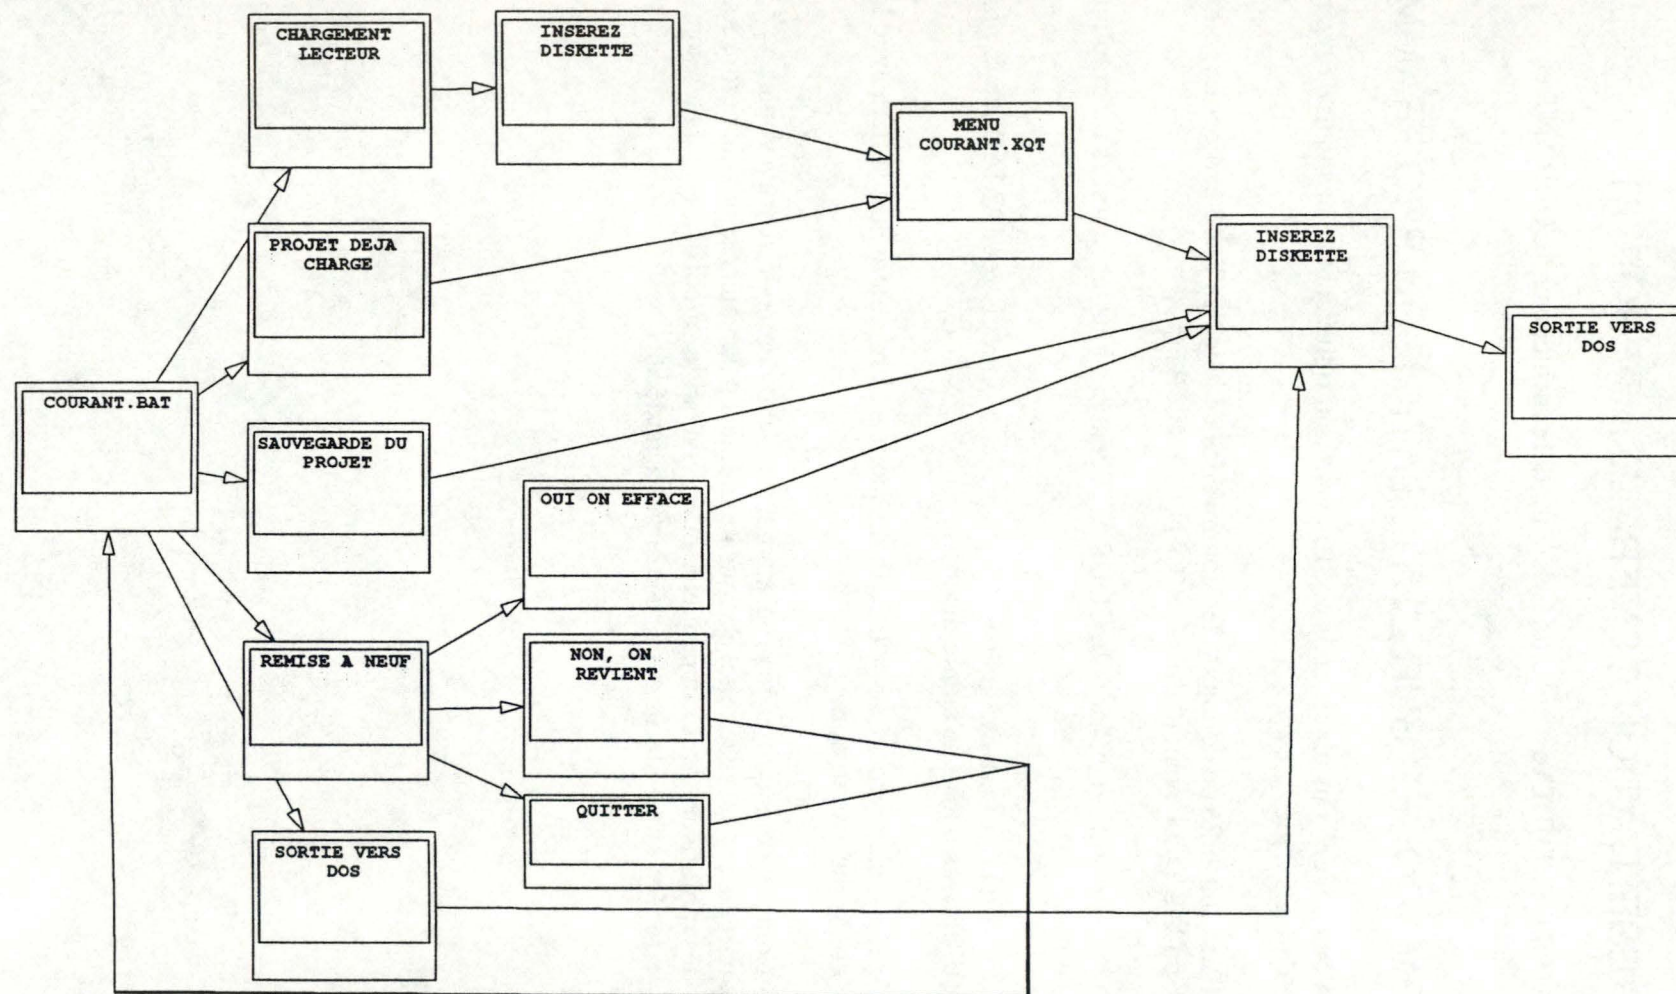 CHARGEMENT
LECTEUR
INSEREZ
DISKETTE
MENU
COURANT.XQT
PROJET DEJA
CHARGE
INSEREZ
DISKETTE
SORTIE VERS
DOS
COURANT.BAT
SAUVEGARDE DU
PROJET
OUI ON EFFACE
REMISE A NEUF
NON, ON
REVIENT
QUITTER
SORTIE VERS
DOS